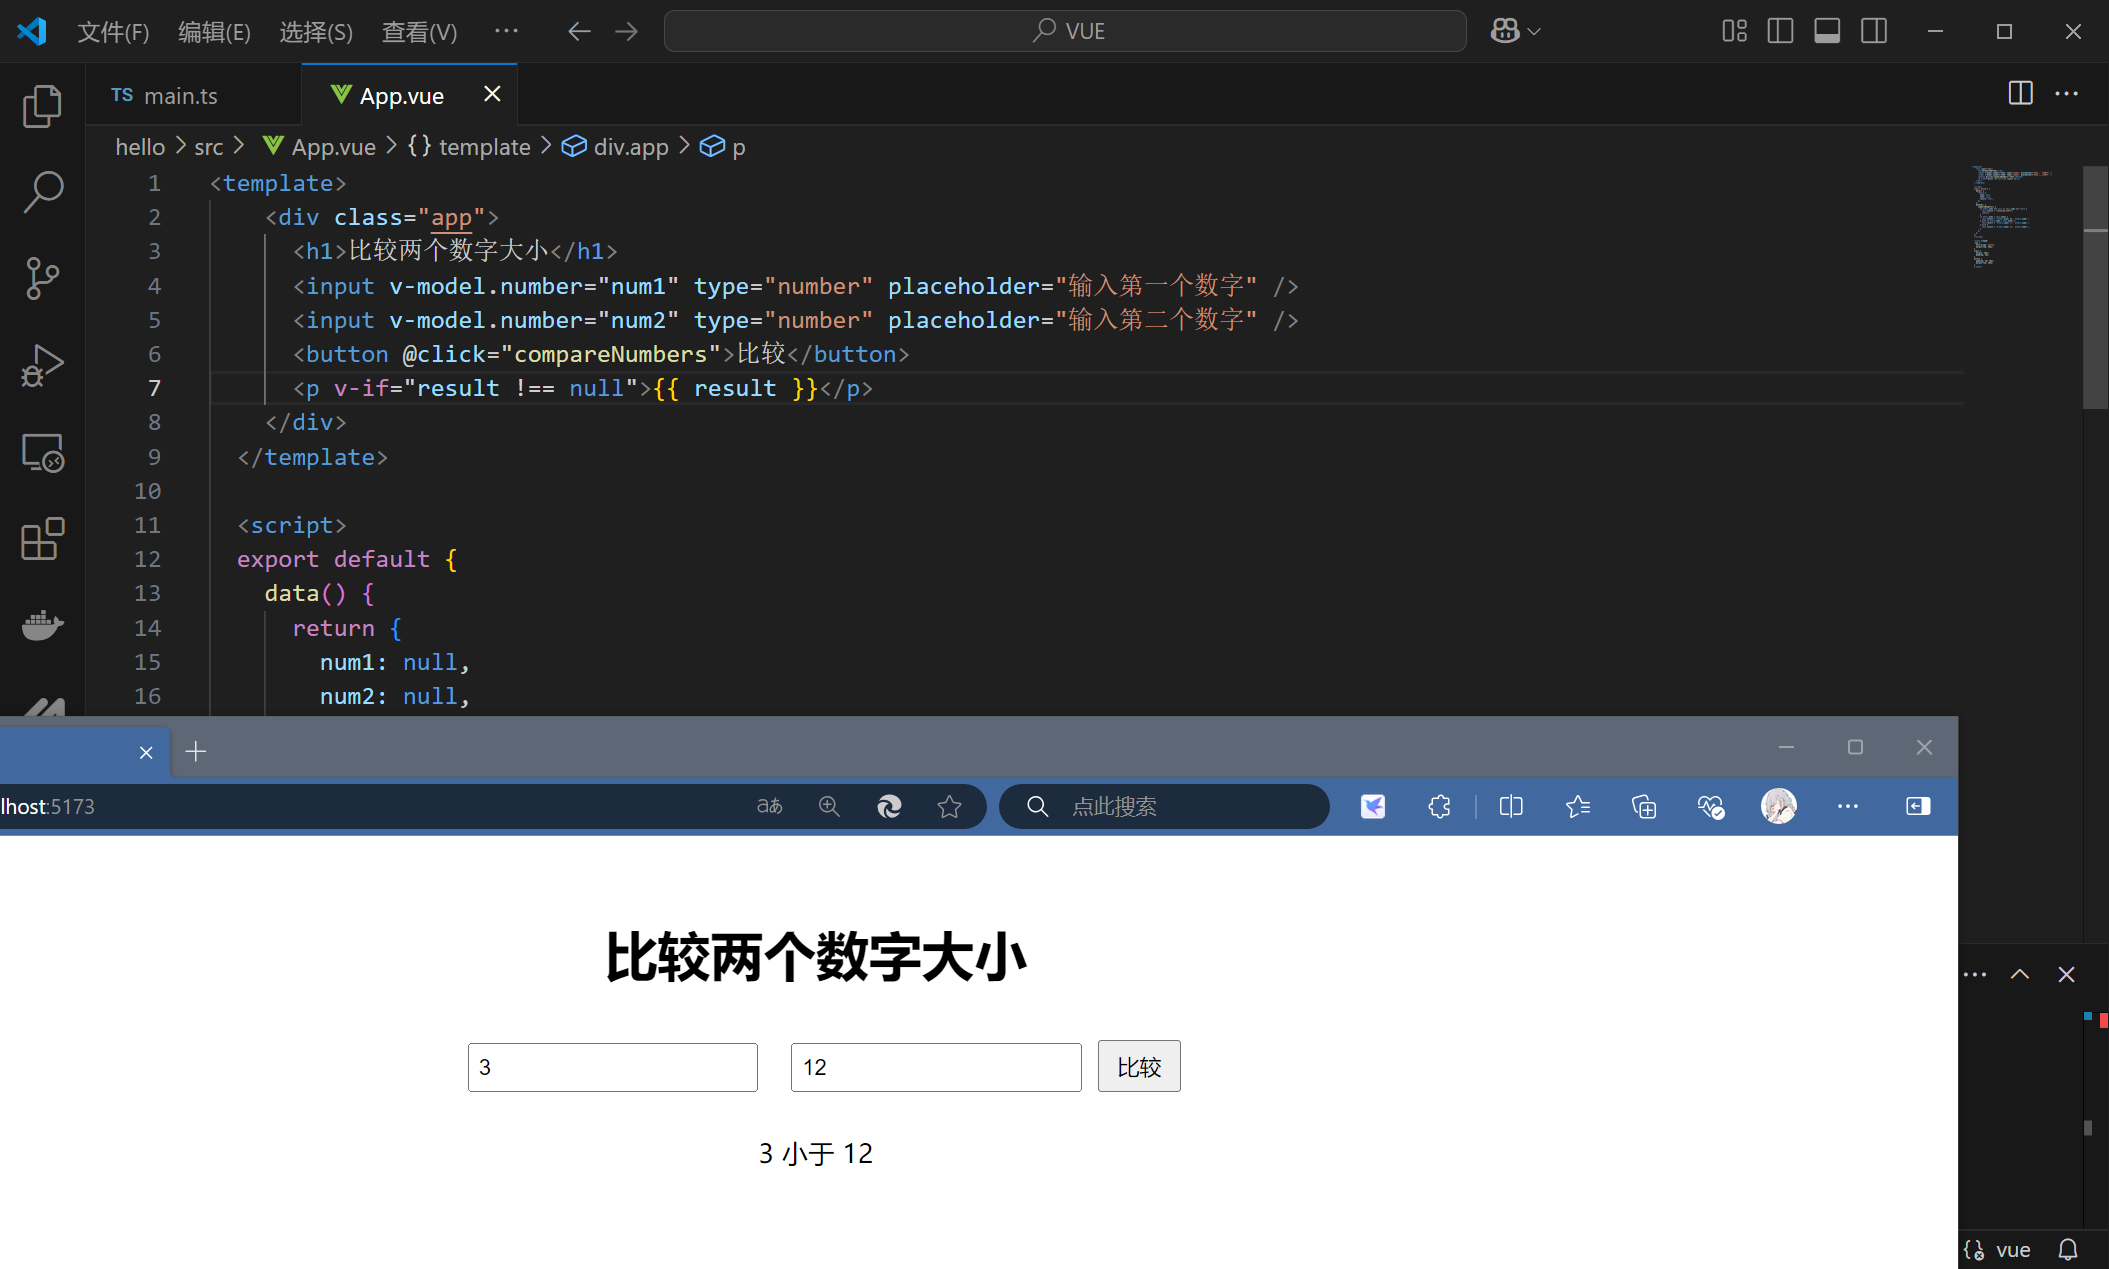 文件(F) 编辑(E) 选择(S) 查看(V) ··· VUE
TS main.ts App.vue
hello > src > App.vue > {} template > div.app > p
1 <template>
2 <div class="app">
3 <h1>比较两个数字大小</h1>
4 <input v-model.number="num1" type="number" placeholder="输入第一个数字" />
5 <input v-model.number="num2" type="number" placeholder="输入第二个数字" />
6 <button @click="compareNumbers">比较</button>
7 <p v-if="result !== null">{{ result }}</p>
8 </div>
9 </template>
10
11 <script>
12 export default {
13 data() {
14 return {
15 num1: null,
16 num2: null,
lhost:5173 aあ 点此搜索
比较两个数字大小
3 12 比较
3 小于 12
vue